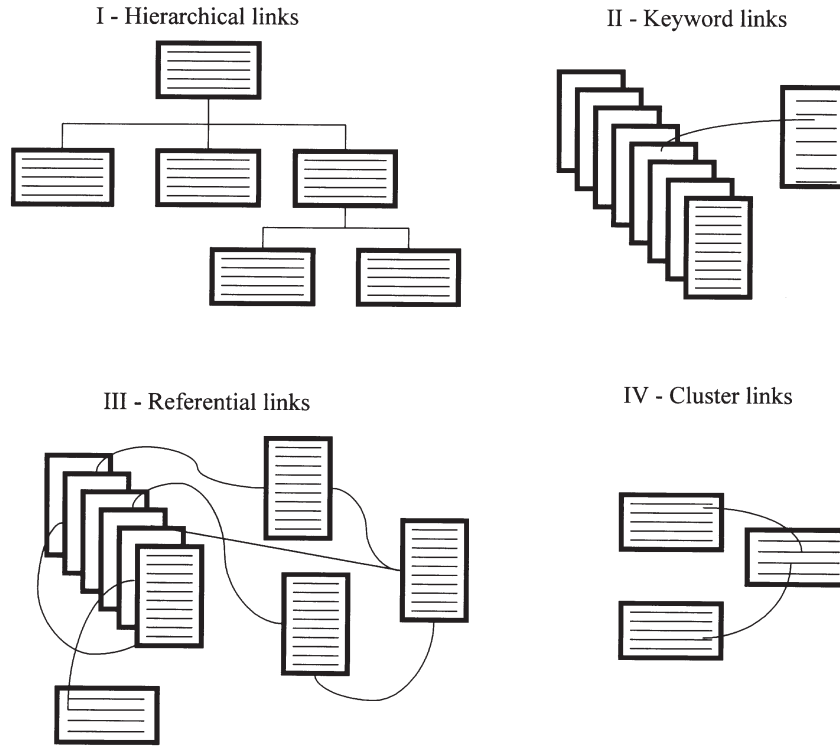 I - Hierarchical links
II - Keyword links
III - Referential links
IV - Cluster links